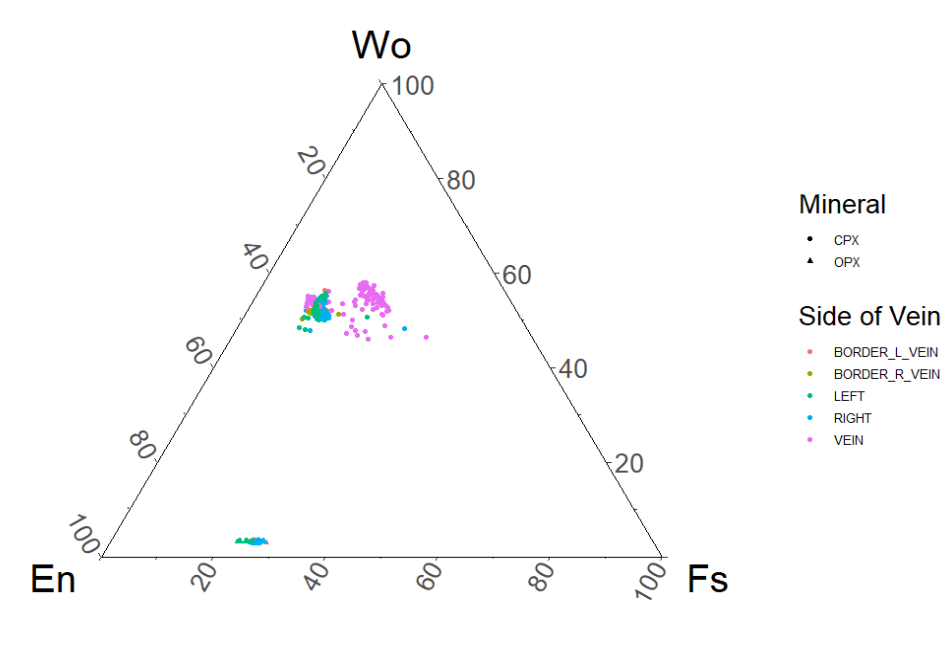 Wo
100
20
80
40
60
60
40
80
20
100
En
20
40
60
80
100
Fs
Mineral
CPX
OPX
Side of Vein
BORDER_L_VEIN
BORDER_R_VEIN
LEFT
RIGHT
VEIN